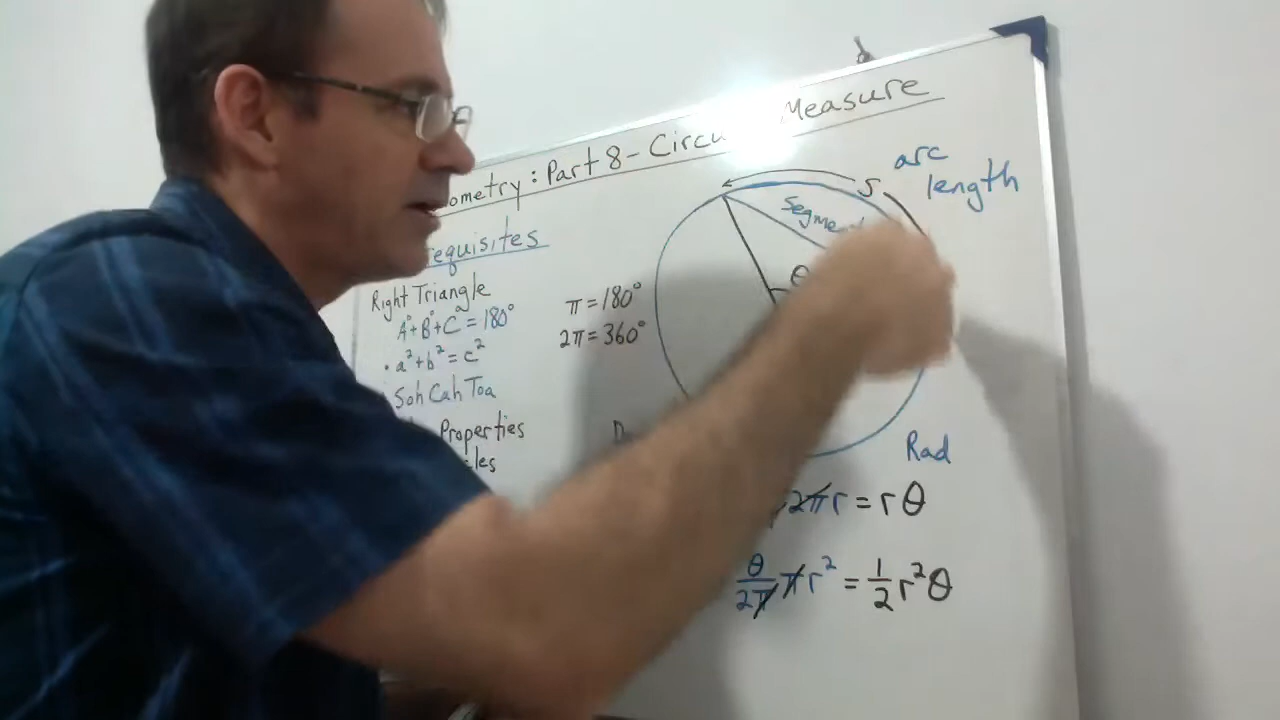 ometry: Part 8 - Circu Measure
equisites
Right Triangle
A° + B° + C° = 180°
• a² + b² = c²
Soh Cah Toa
Properties
les
π = 180°
2π = 360°
S arc
length
Segment
θ
D
Rad
2πr = rθ
θ/2π πr² = 1/2 r²θ